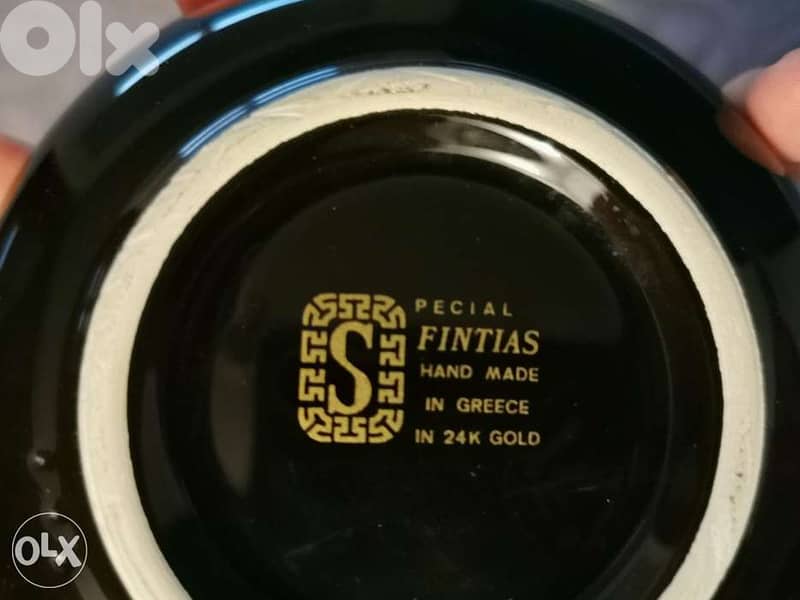 OLX
S PECIAL
FINTIAS
HAND MADE
IN GREECE
IN 24K GOLD
OLX